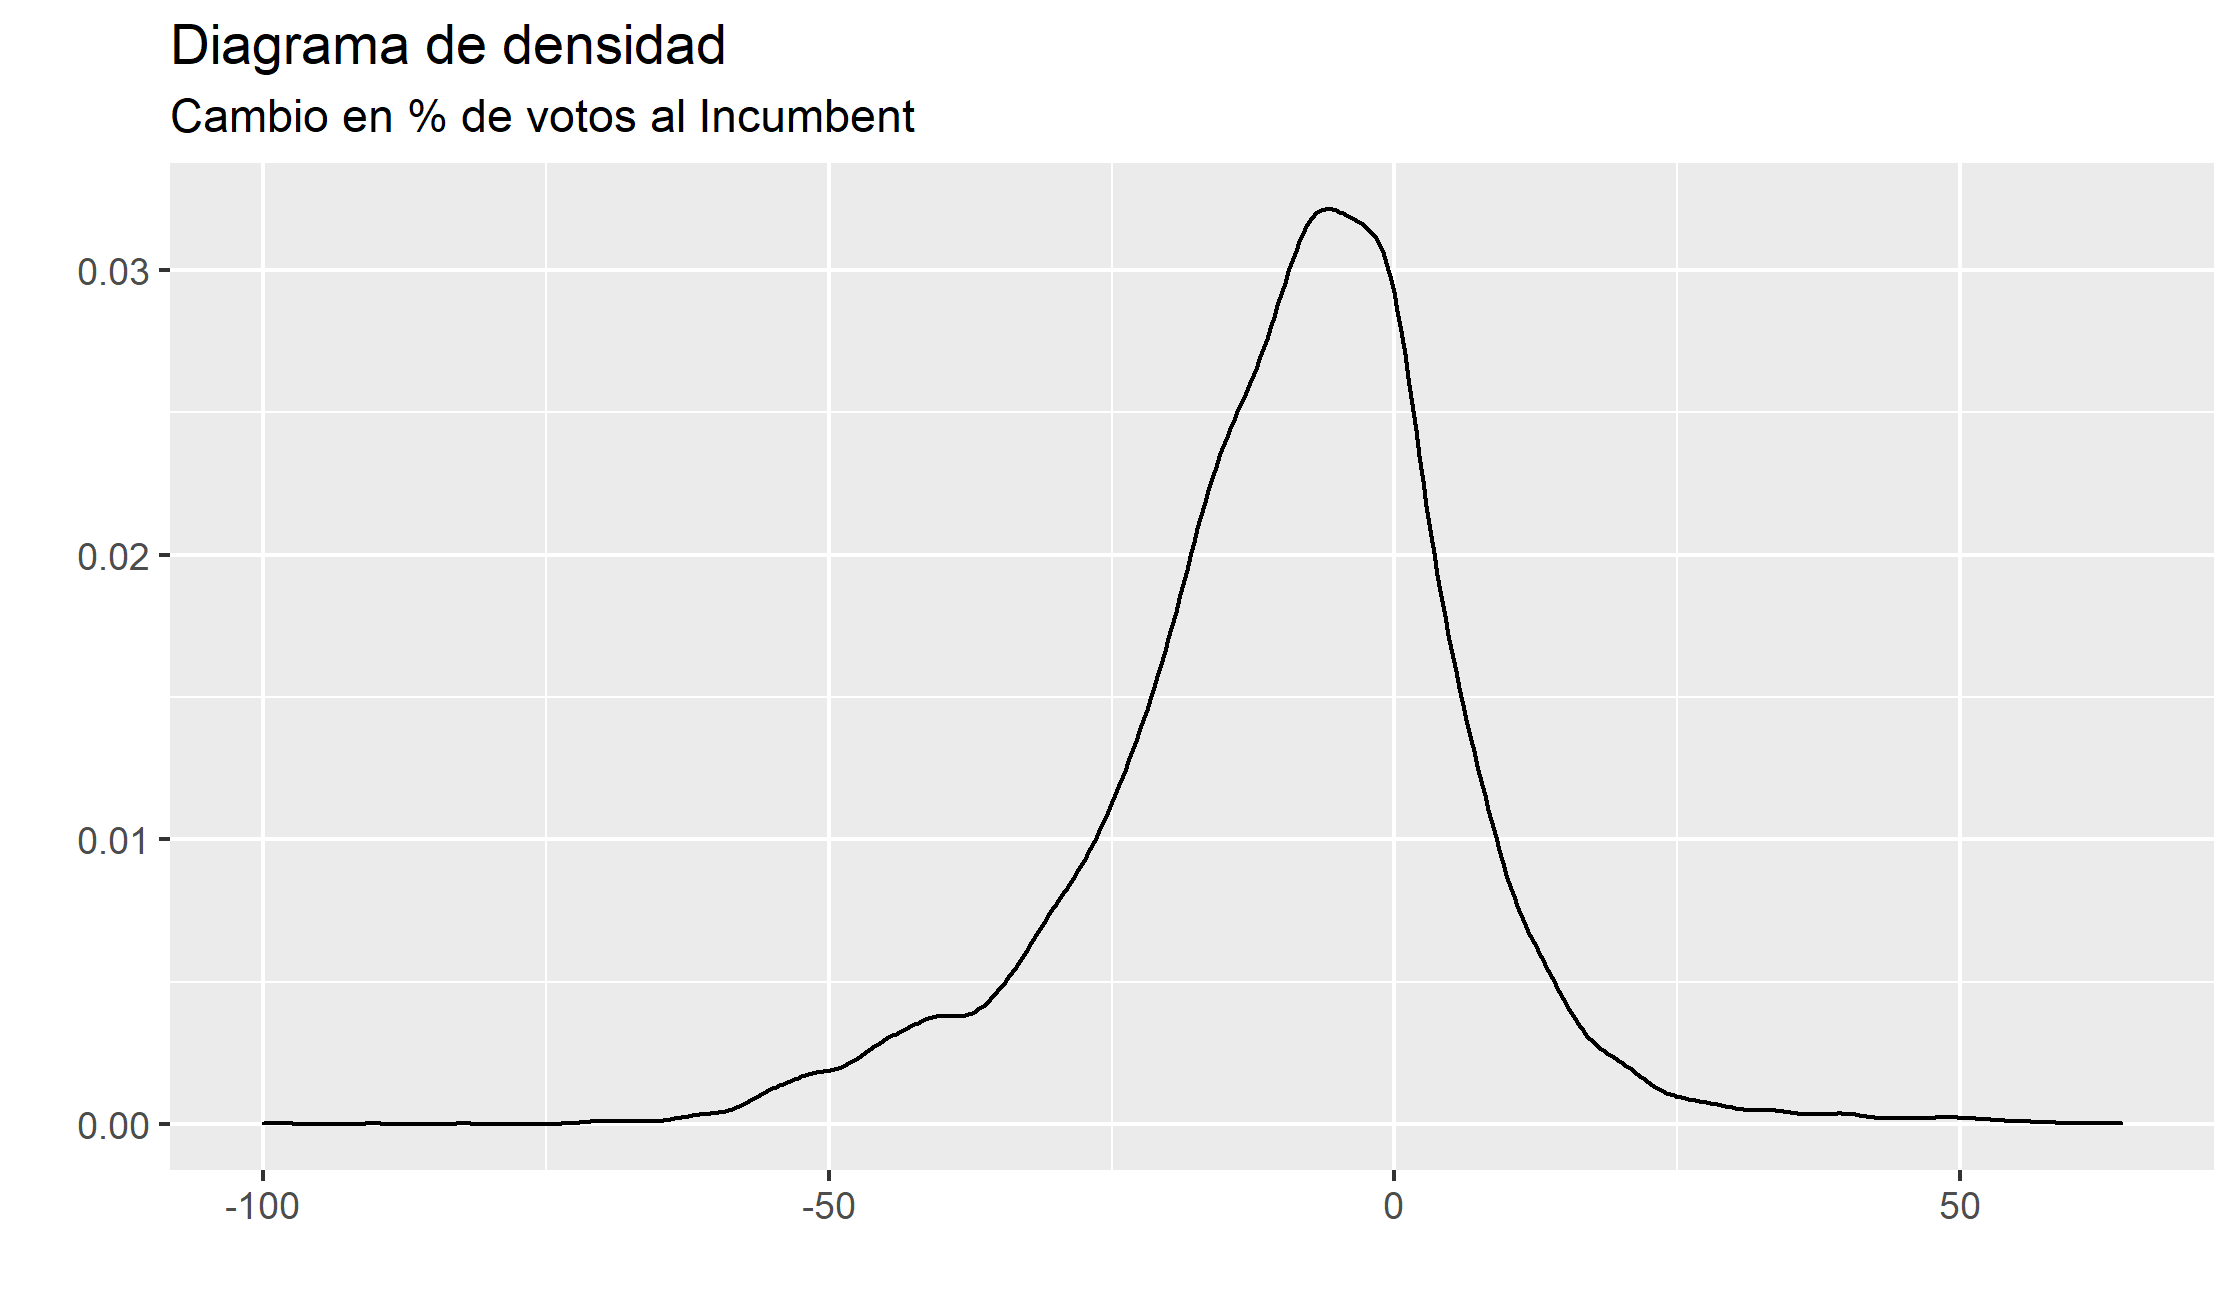 Diagrama de densidad
Cambio en % de votos al Incumbent
0.03
0.02
0.01
0.00
-100 -50 0 50